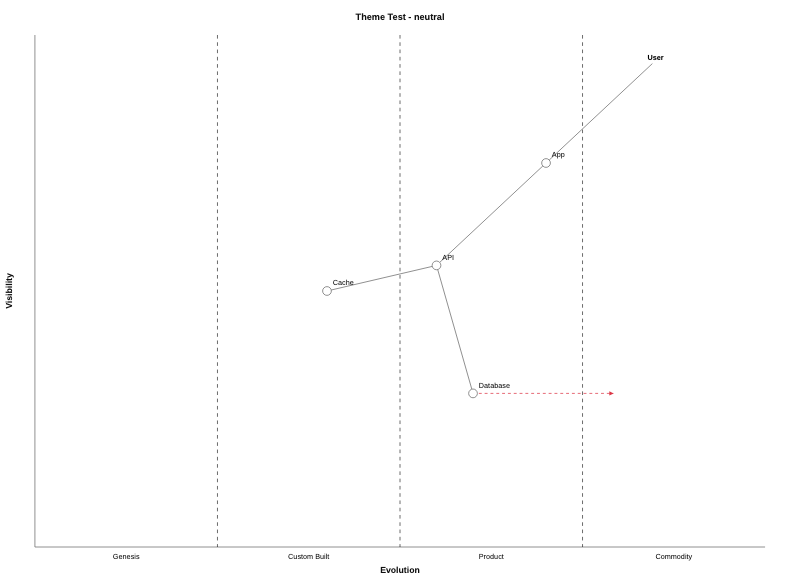 Theme Test - neutral
User
App
API
Cache
Database
Visibility
Genesis
Custom Built
Product
Commodity
Evolution